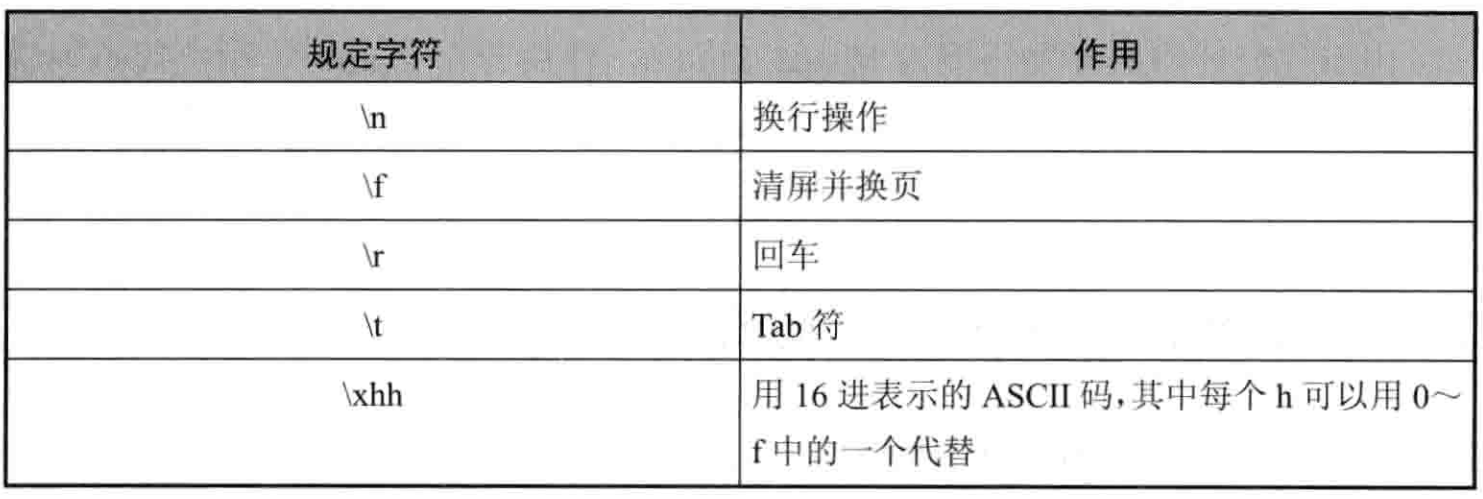 规定字符 作用
\n 换行操作
\f 清屏并换页
\r 回车
\t Tab 符
\xhh 用 16 进表示的 ASCII 码,其中每个 h 可以用 0～
f 中的一个代替